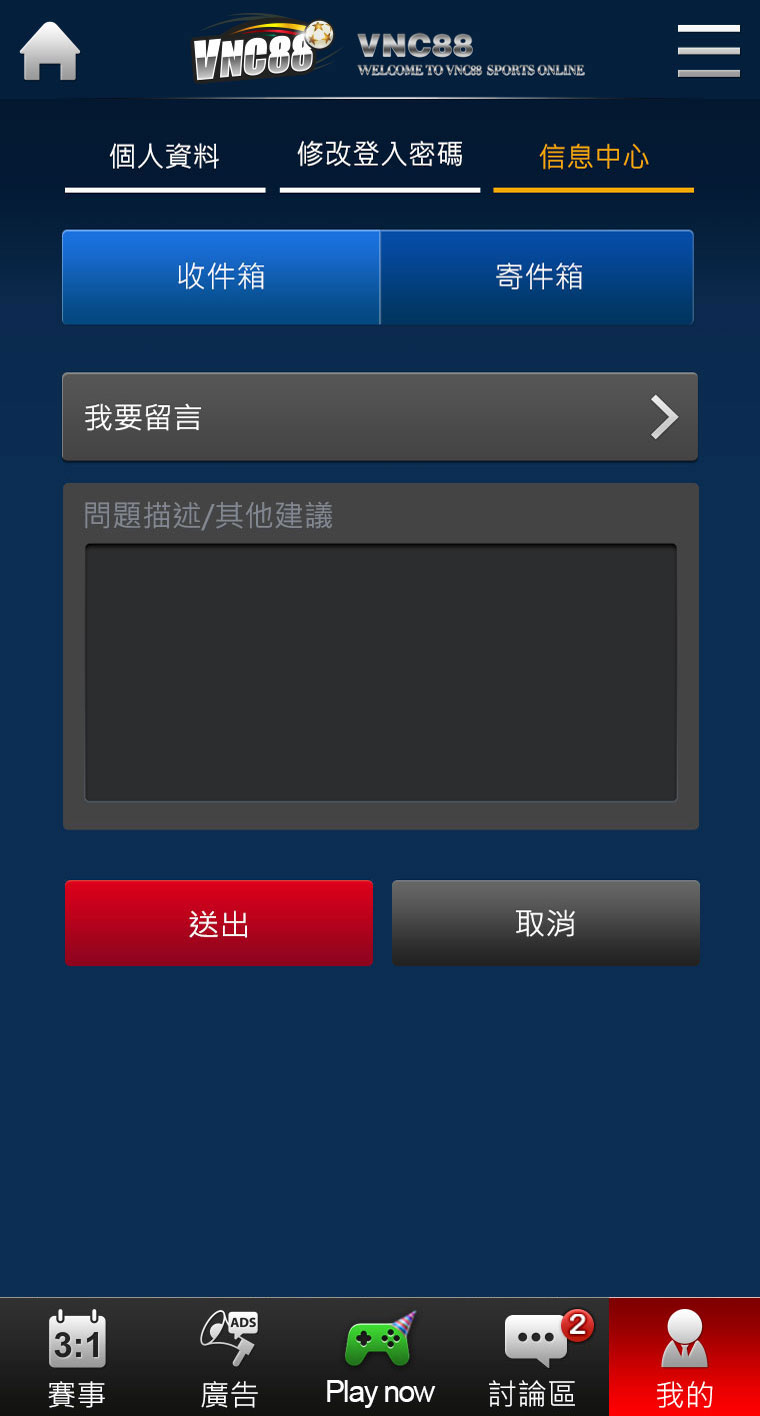 VNC88
VNC88
WELCOME TO VNC88 SPORTS ONLINE
個人資料
修改登入密碼
信息中心
收件箱
寄件箱
我要留言
問題描述/其他建議
送出
取消
3:1
ADS
2
賽事
廣告
Play now
討論區
我的